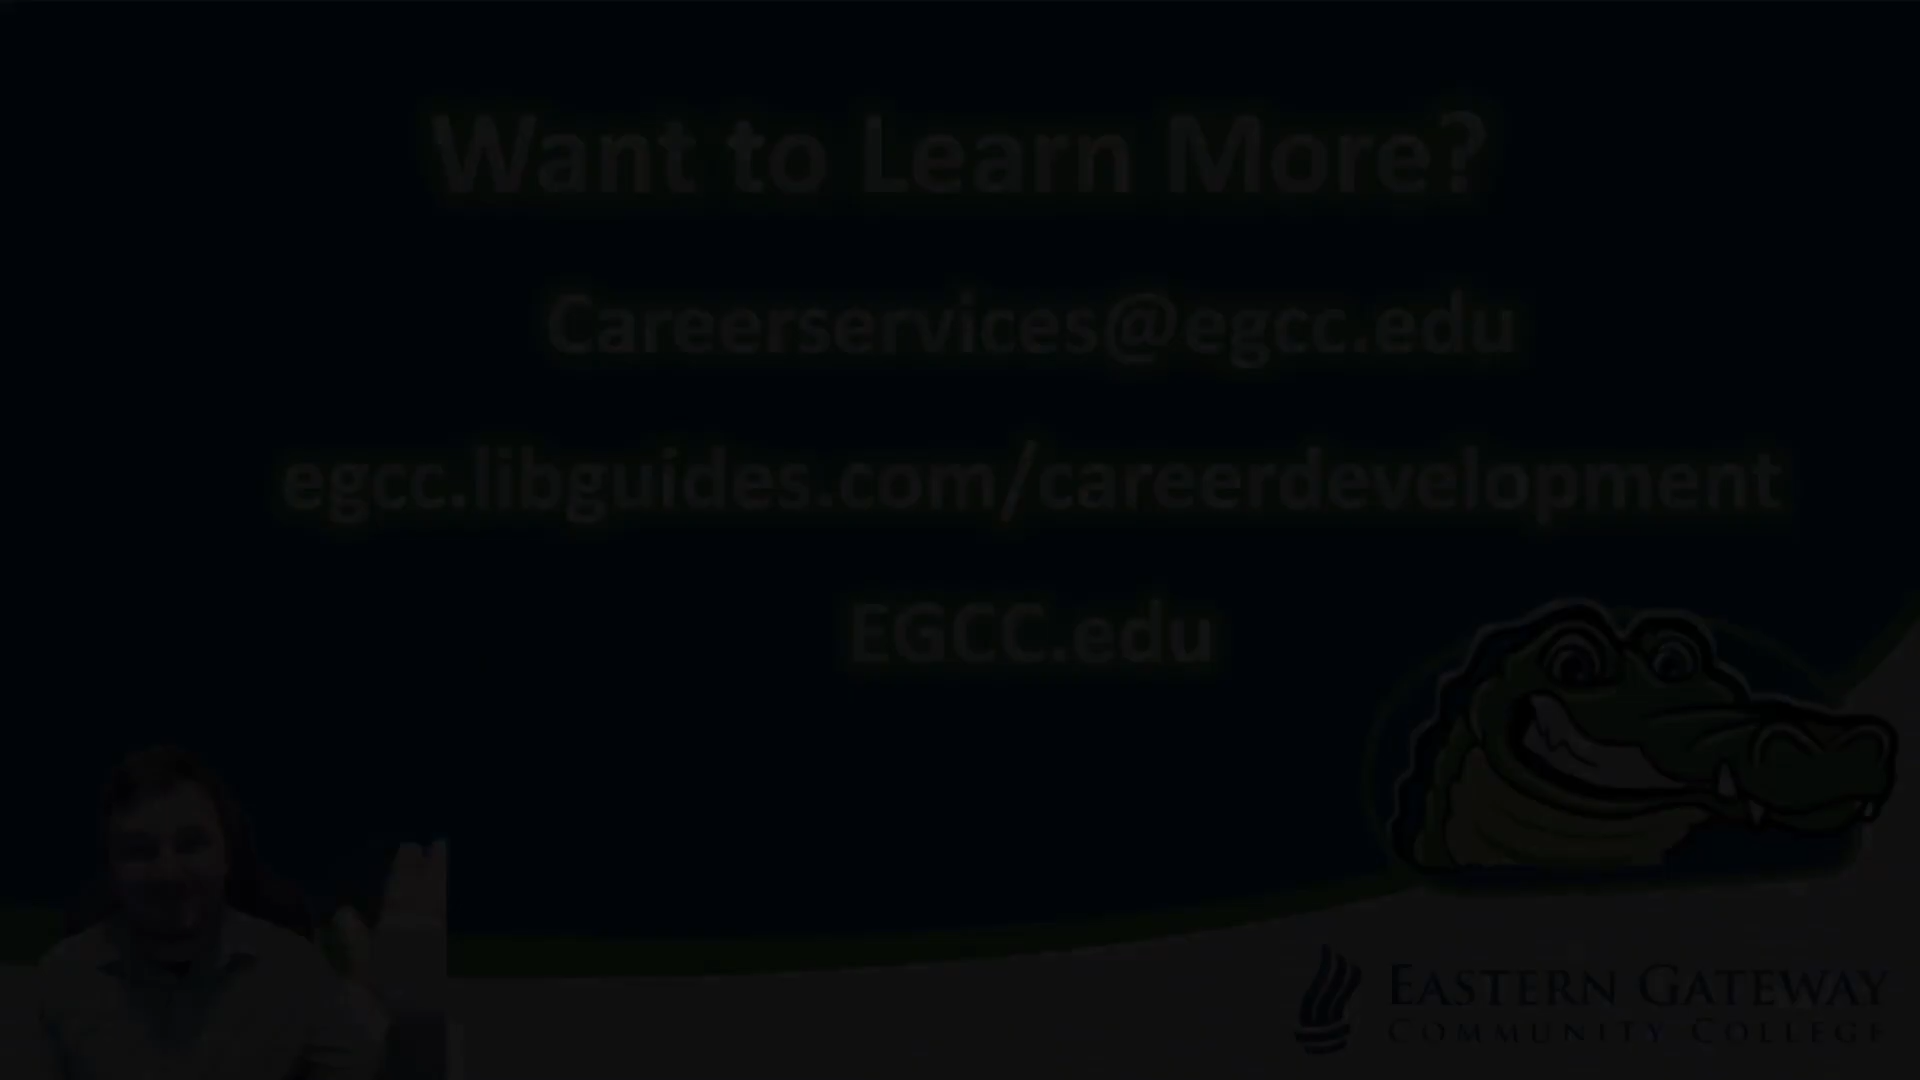 Want to Learn More?
Careerservices@egcc.edu
egcc.libguides.com/careerdevelopment
EGCC.edu
EASTERN GATEWAY
COMMUNITY COLLEGE